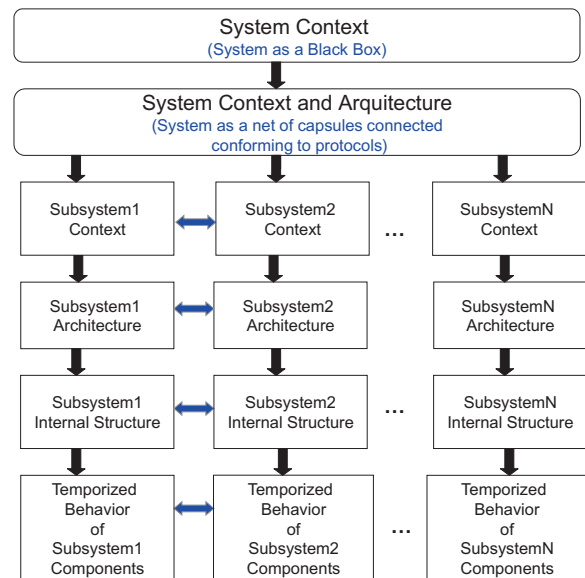 System Context
(System as a Black Box)
System Context and Arquitecture
(System as a net of capsules connected
conforming to protocols)
Subsystem1
Context
Subsystem2
Context
...
SubsystemN
Context
Subsystem1
Architecture
Subsystem2
Architecture
SubsystemN
Architecture
Subsystem1
Internal Structure
Subsystem2
Internal Structure
...
SubsystemN
Internal Structure
Temporized
Behavior
of
Subsystem1
Components
Temporized
Behavior
of
Subsystem2
Components
...
Temporized
Behavior
of
SubsystemN
Components